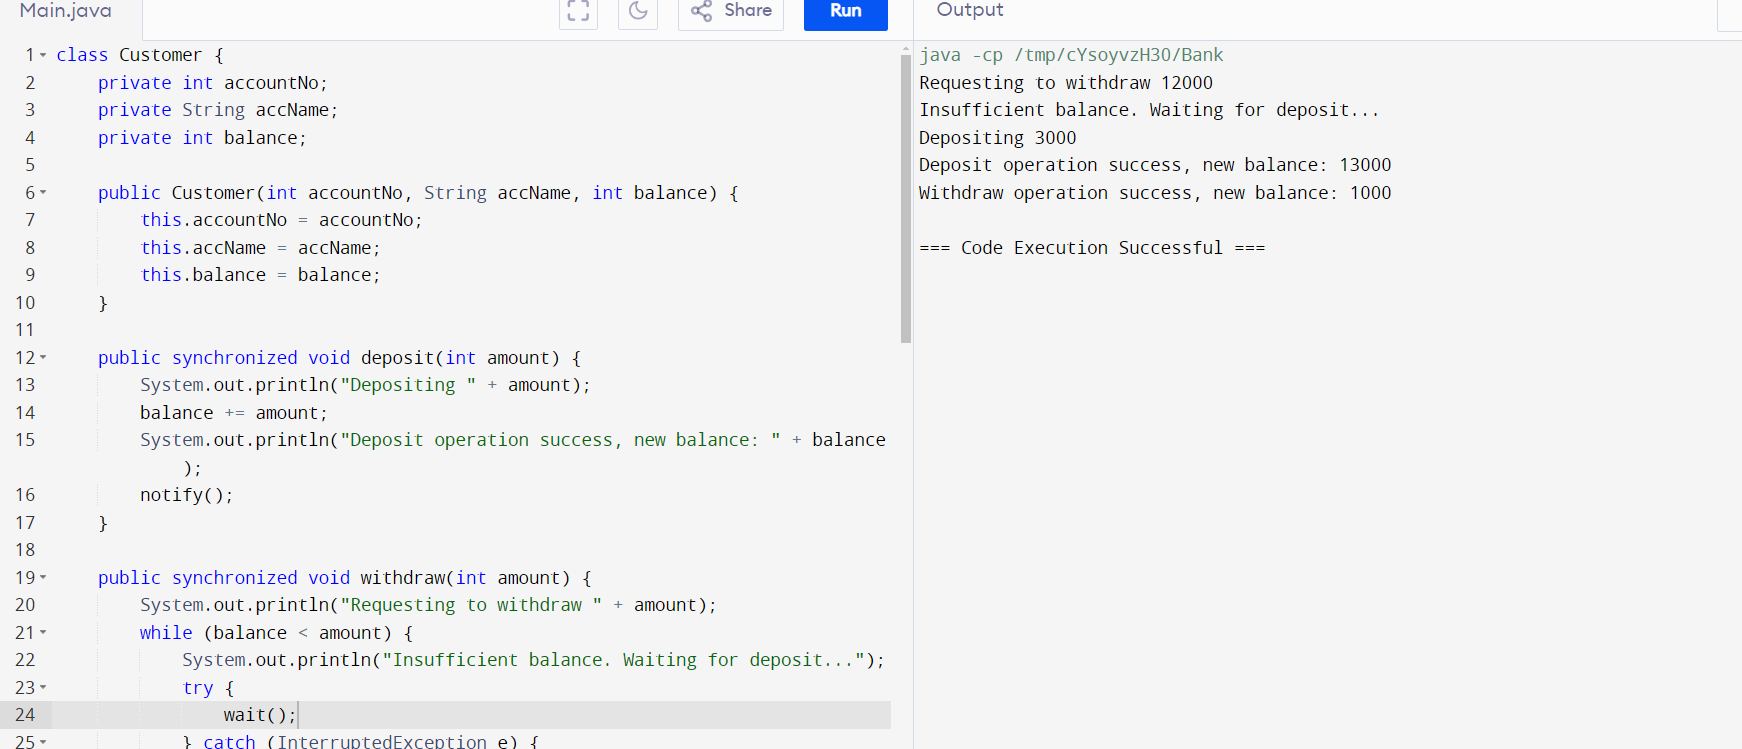 Main.java
Share
Run
Output
1 class Customer {
2 private int accountNo;
3 private String accName;
4 private int balance;
5
6 public Customer(int accountNo, String accName, int balance) {
7 this.accountNo = accountNo;
8 this.accName = accName;
9 this.balance = balance;
10 }
11
12 public synchronized void deposit(int amount) {
13 System.out.println("Depositing " + amount);
14 balance += amount;
15 System.out.println("Deposit operation success, new balance: " + balance
);
16 notify();
17 }
18
19 public synchronized void withdraw(int amount) {
20 System.out.println("Requesting to withdraw " + amount);
21 while (balance < amount) {
22 System.out.println("Insufficient balance. Waiting for deposit...");
23 try {
24 wait();
25 } catch (InterruptedException e) {
java -cp /tmp/cYsoyvzH30/Bank
Requesting to withdraw 12000
Insufficient balance. Waiting for deposit...
Depositing 3000
Deposit operation success, new balance: 13000
Withdraw operation success, new balance: 1000
=== Code Execution Successful ===